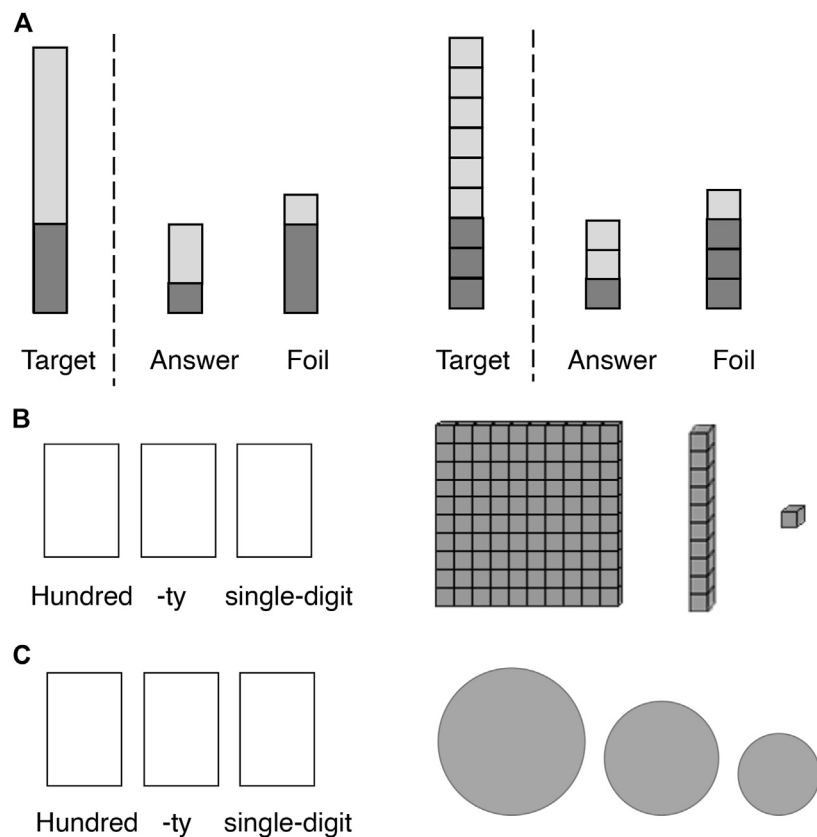 A
Target Answer Foil Target Answer Foil
B
Hundred -ty single-digit
C
Hundred -ty single-digit